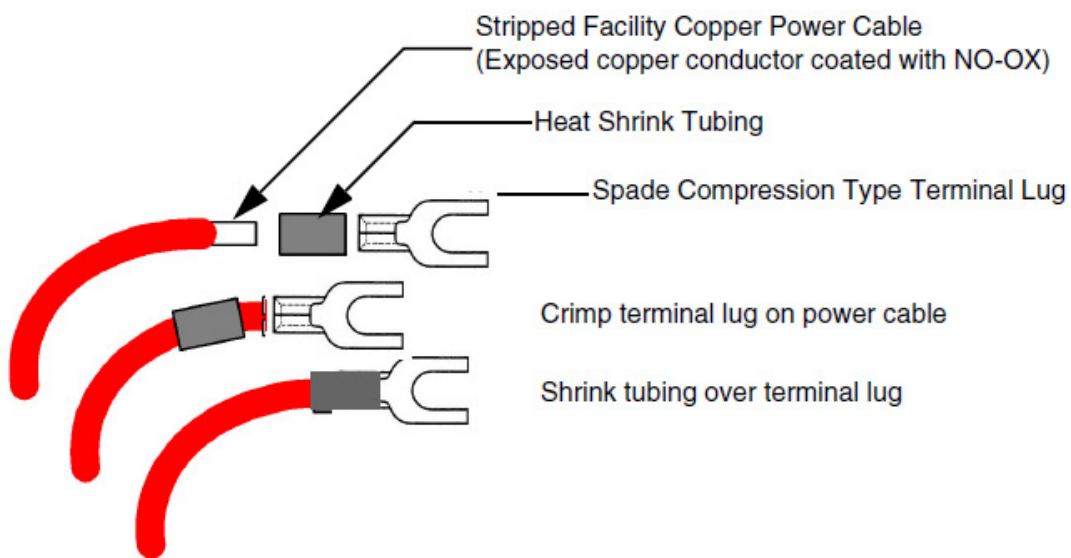 Stripped Facility Copper Power Cable
(Exposed copper conductor coated with NO-OX)
Heat Shrink Tubing
Spade Compression Type Terminal Lug
Crimp terminal lug on power cable
Shrink tubing over terminal lug